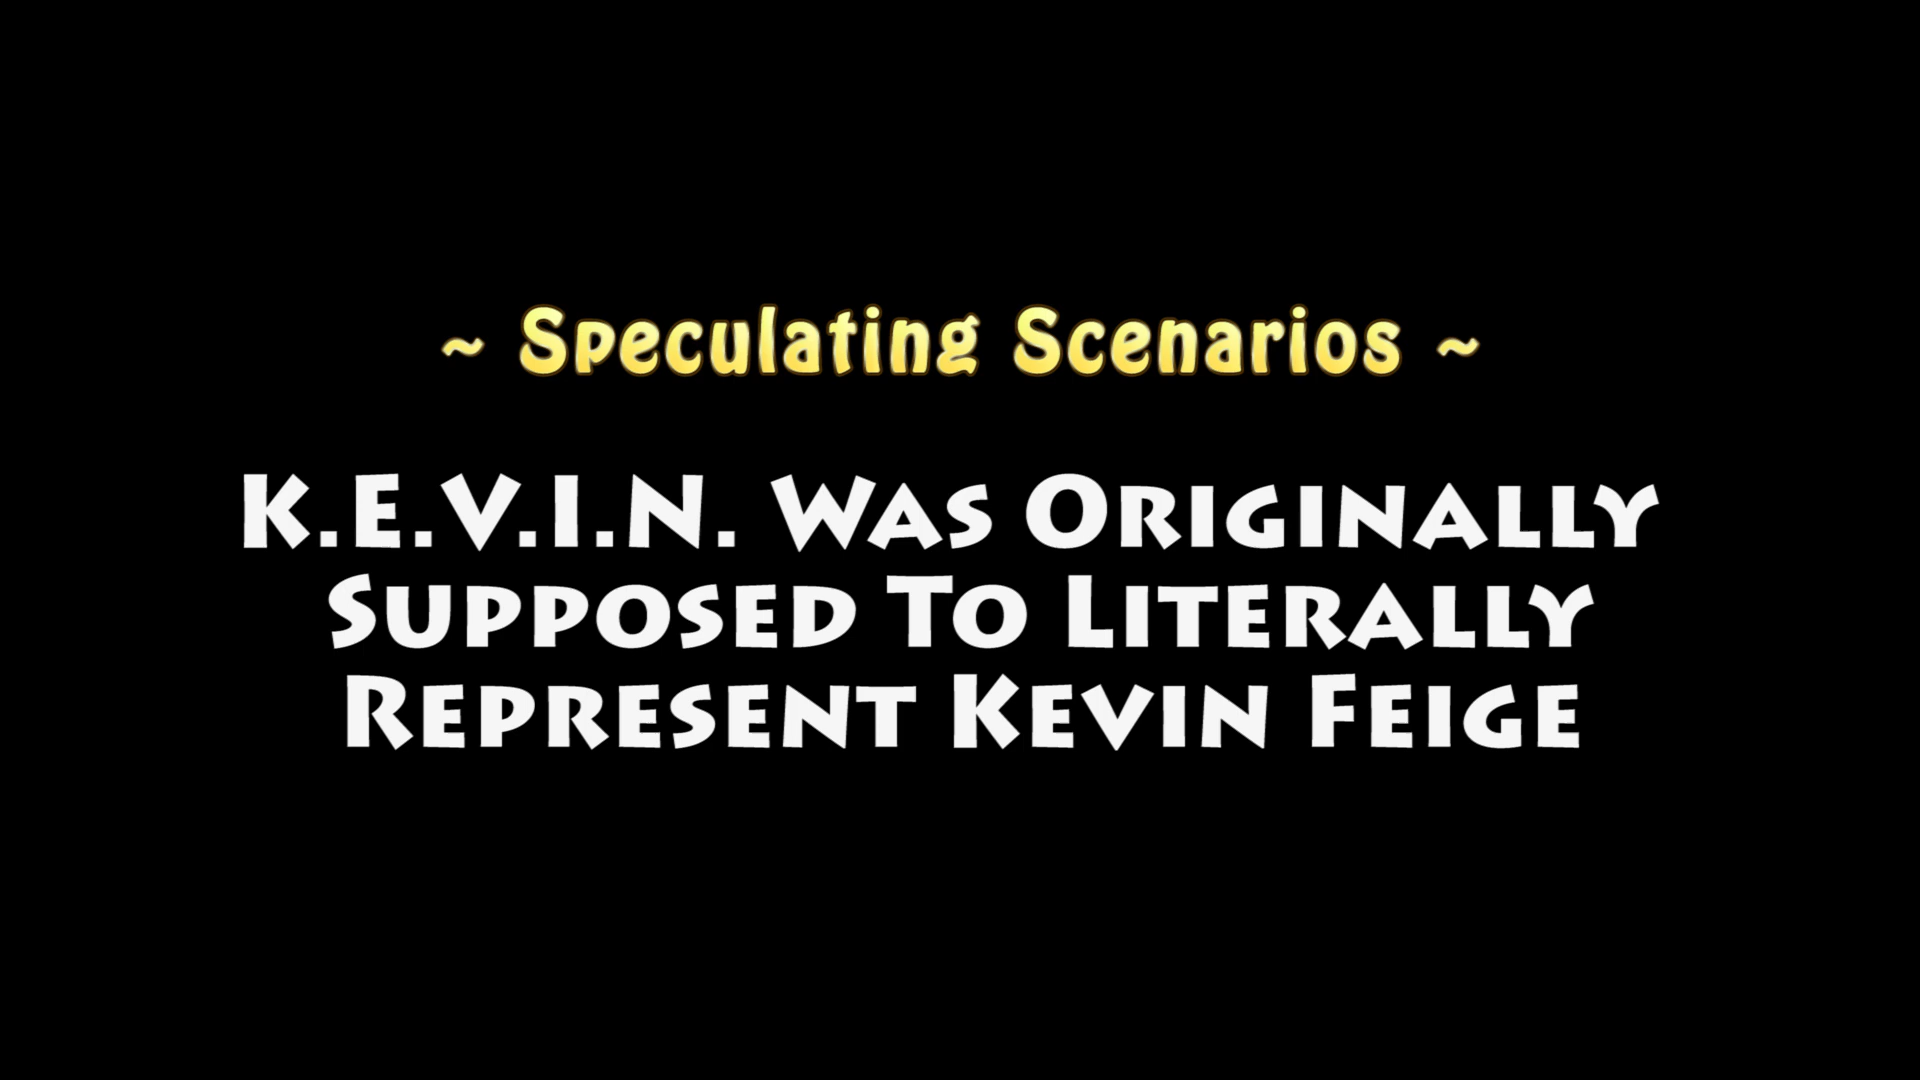 ~ Speculating Scenarios ~
K.E.V.I.N. Was Originally
Supposed To Literally
Represent Kevin Feige